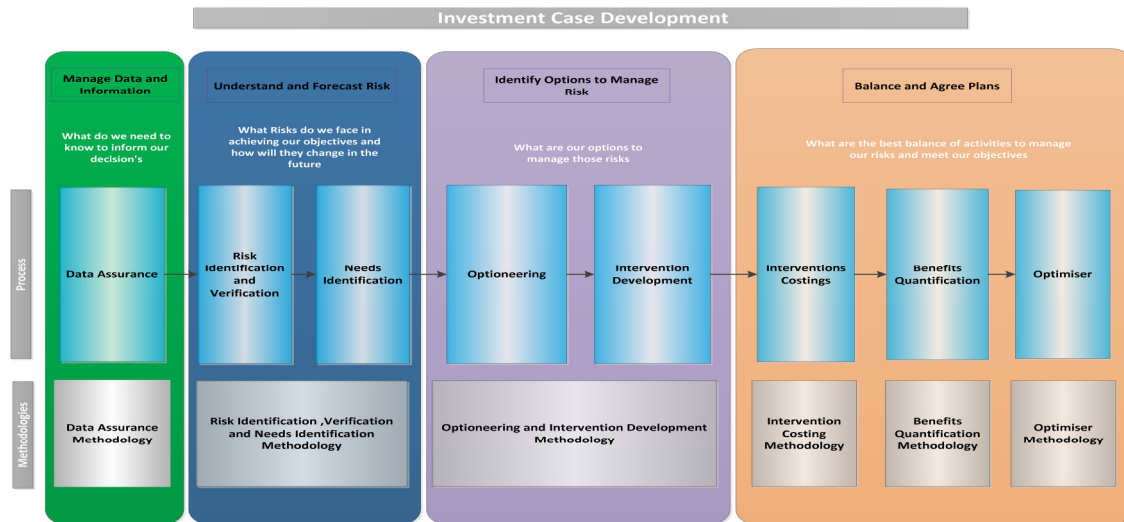 Investment Case Development
Manage Data and
Information
What do we need to
know to inform our
decision's
Understand and Forecast Risk
What Risks do we face in
achieving our objectives and
how will they change in the
future
Identify Options to Manage
Risk
What are our options to
manage those risks
Balance and Agree Plans
What are the best balance of activities to manage
our risks and meet our objectives
Process
Data Assurance
Risk
Identification
and
Verification
Needs
Identification
Optioneering
Intervention
Development
Interventions
Costings
Benefits
Quantification
Optimiser
Methodologies
Data Assurance
Methodology
Risk Identification ,Verification
and Needs Identification
Methodology
Optioneering and Intervention Development
Methodology
Intervention
Costing
Methodology
Benefits
Quantification
Methodology
Optimiser
Methodology